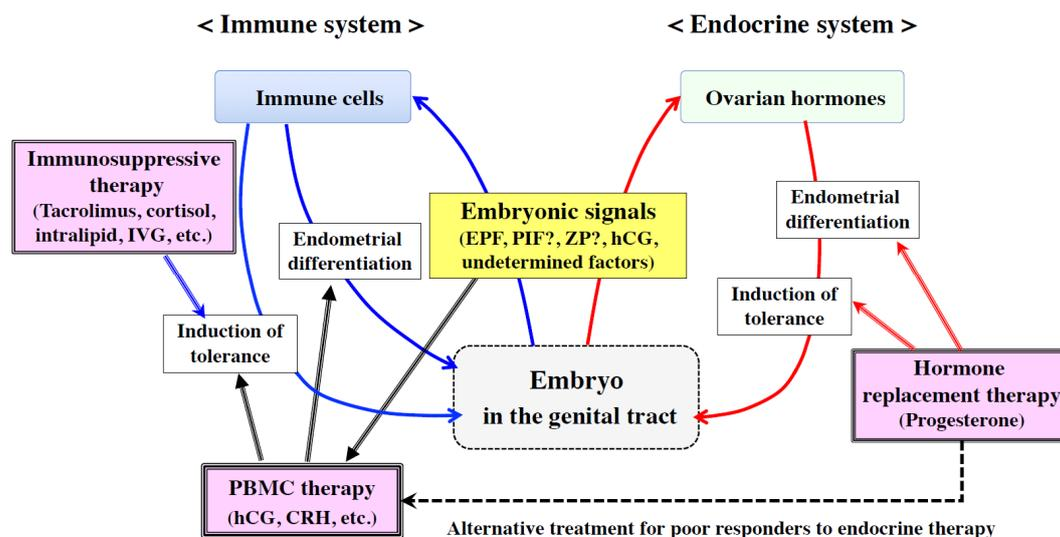 < Immune system >
< Endocrine system >
Immune cells
Ovarian hormones
Immunosuppressive
therapy
(Tacrolimus, cortisol,
intralipid, IVG, etc.)
Endometrial
differentiation
Embryonic signals
(EPF, PIF?, ZP?, hCG,
undetermined factors)
Endometrial
differentiation
Induction of
tolerance
Induction of
tolerance
Embryo
in the genital tract
Hormone
replacement therapy
(Progesterone)
PBMC therapy
(hCG, CRH, etc.)
Alternative treatment for poor responders to endocrine therapy